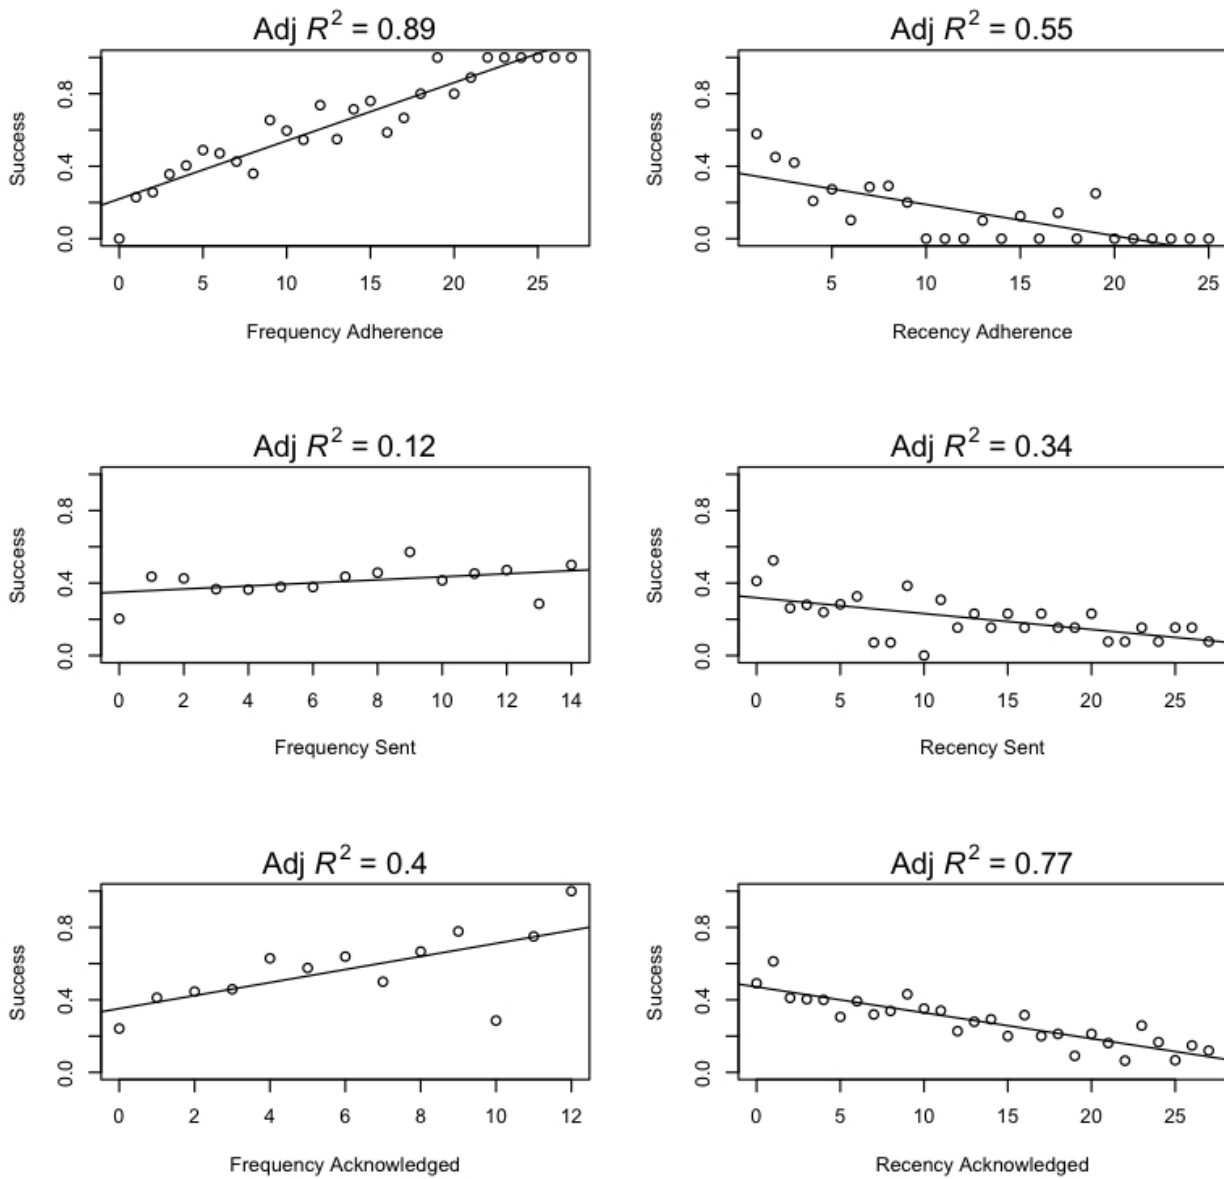 Adj R² = 0.89
Success
0.0 0.4 0.8
0 5 10 15 20 25
Frequency Adherence
Adj R² = 0.55
Success
0.0 0.4 0.8
5 10 15 20 25
Recency Adherence
Adj R² = 0.12
Success
0.0 0.4 0.8
0 2 4 6 8 10 12 14
Frequency Sent
Adj R² = 0.34
Success
0.0 0.4 0.8
0 5 10 15 20 25
Recency Sent
Adj R² = 0.4
Success
0.0 0.4 0.8
0 2 4 6 8 10 12
Frequency Acknowledged
Adj R² = 0.77
Success
0.0 0.4 0.8
0 5 10 15 20 25
Recency Acknowledged